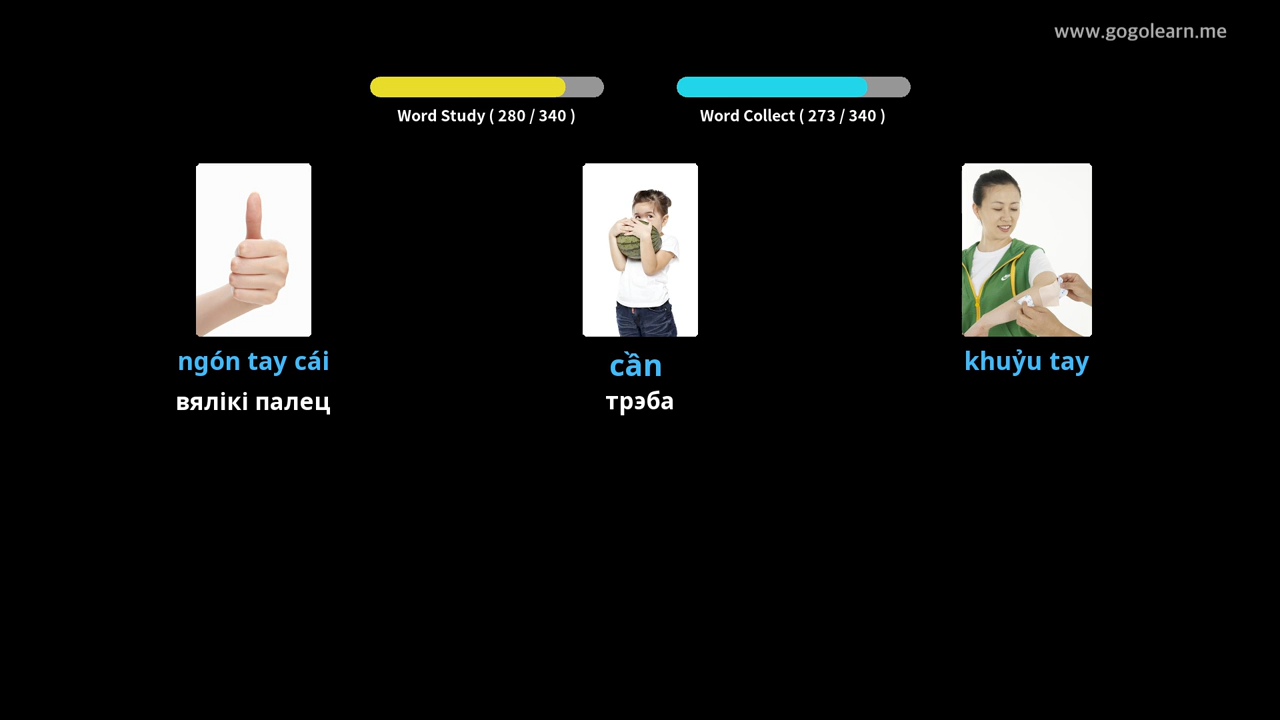 www.gogolearn.me
Word Study ( 280 / 340 )
Word Collect ( 273 / 340 )
ngón tay cái
cần
khuỷu tay
вялікі палец
трэба